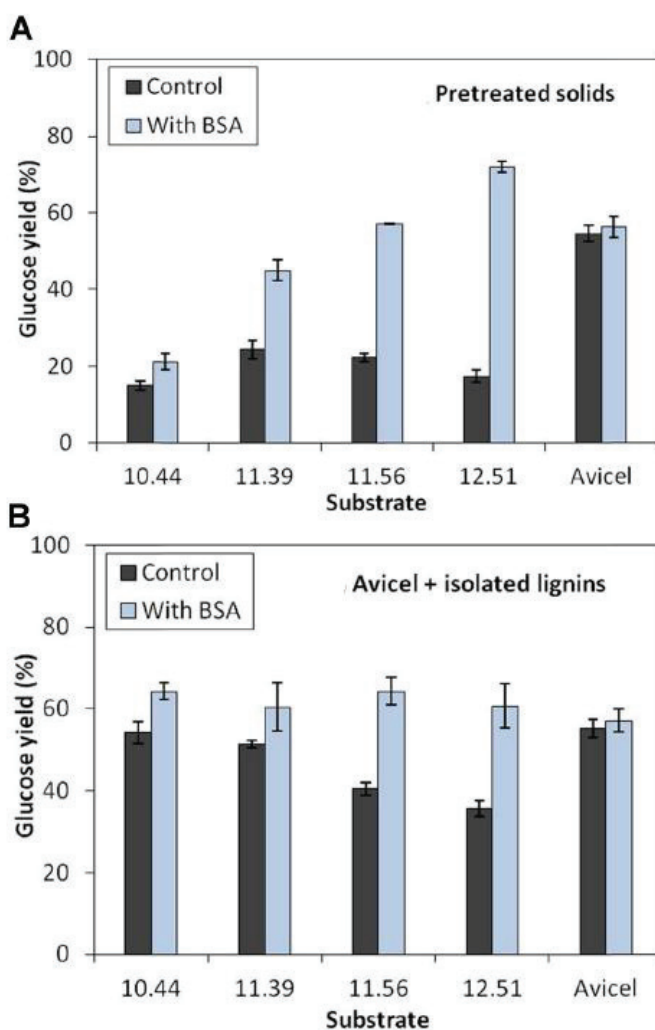 A
100
80
60
40
20
0
Glucose yield (%)
Control
With BSA
Pretreated solids
10.44 11.39 11.56 12.51 Avicel
Substrate
B
100
80
60
40
20
0
Glucose yield (%)
Control
With BSA
Avicel + isolated lignins
10.44 11.39 11.56 12.51 Avicel
Substrate